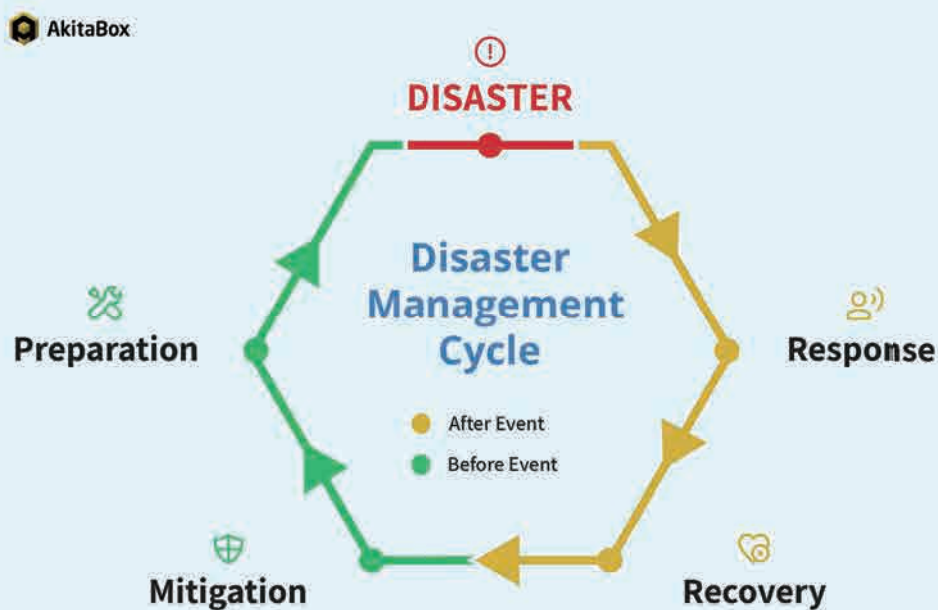 AkitaBox
DISASTER
Disaster
Management
Cycle
Preparation
Response
After Event
Before Event
Mitigation
Recovery